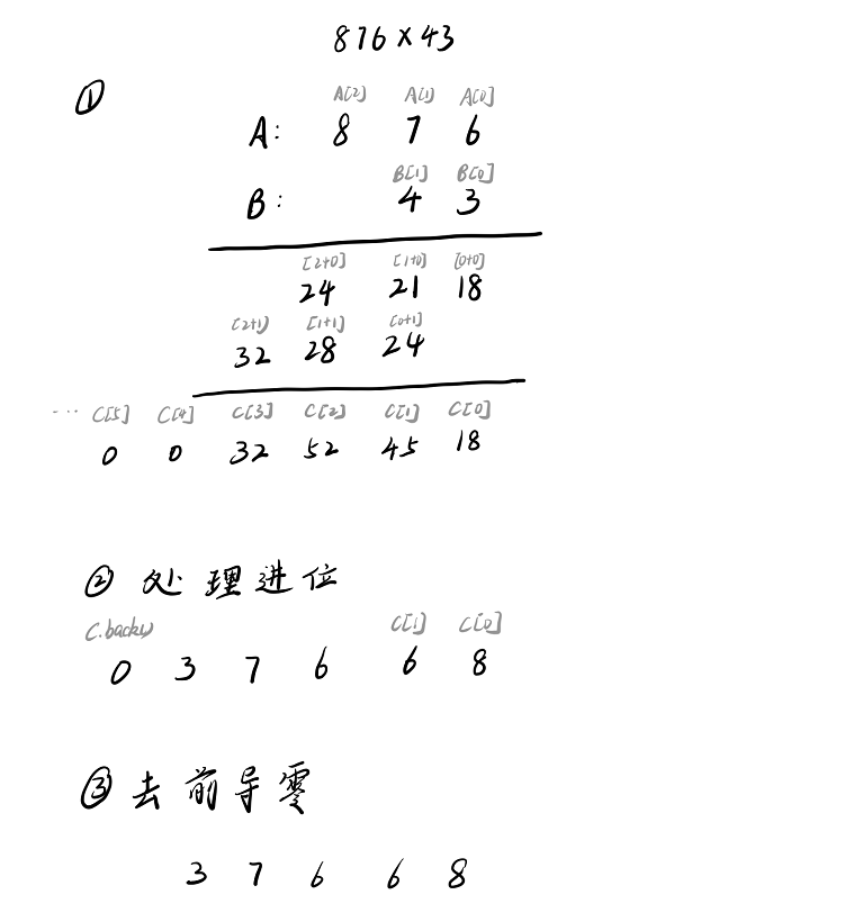 876×43
①
A[2] A[1] A[0]
A: 8 7 6
B[1] B[0]
B: 4 3
[2+0] [1+0] [0+0]
24 21 18
[2+1] [1+1] [0+1]
32 28 24
... C[5] C[4] C[3] C[2] C[1] C[0]
0 0 32 52 45 18
② 处理进位
C.back() C[1] C[0]
0 3 7 6 6 8
③ 去前导零
3 7 6 6 8